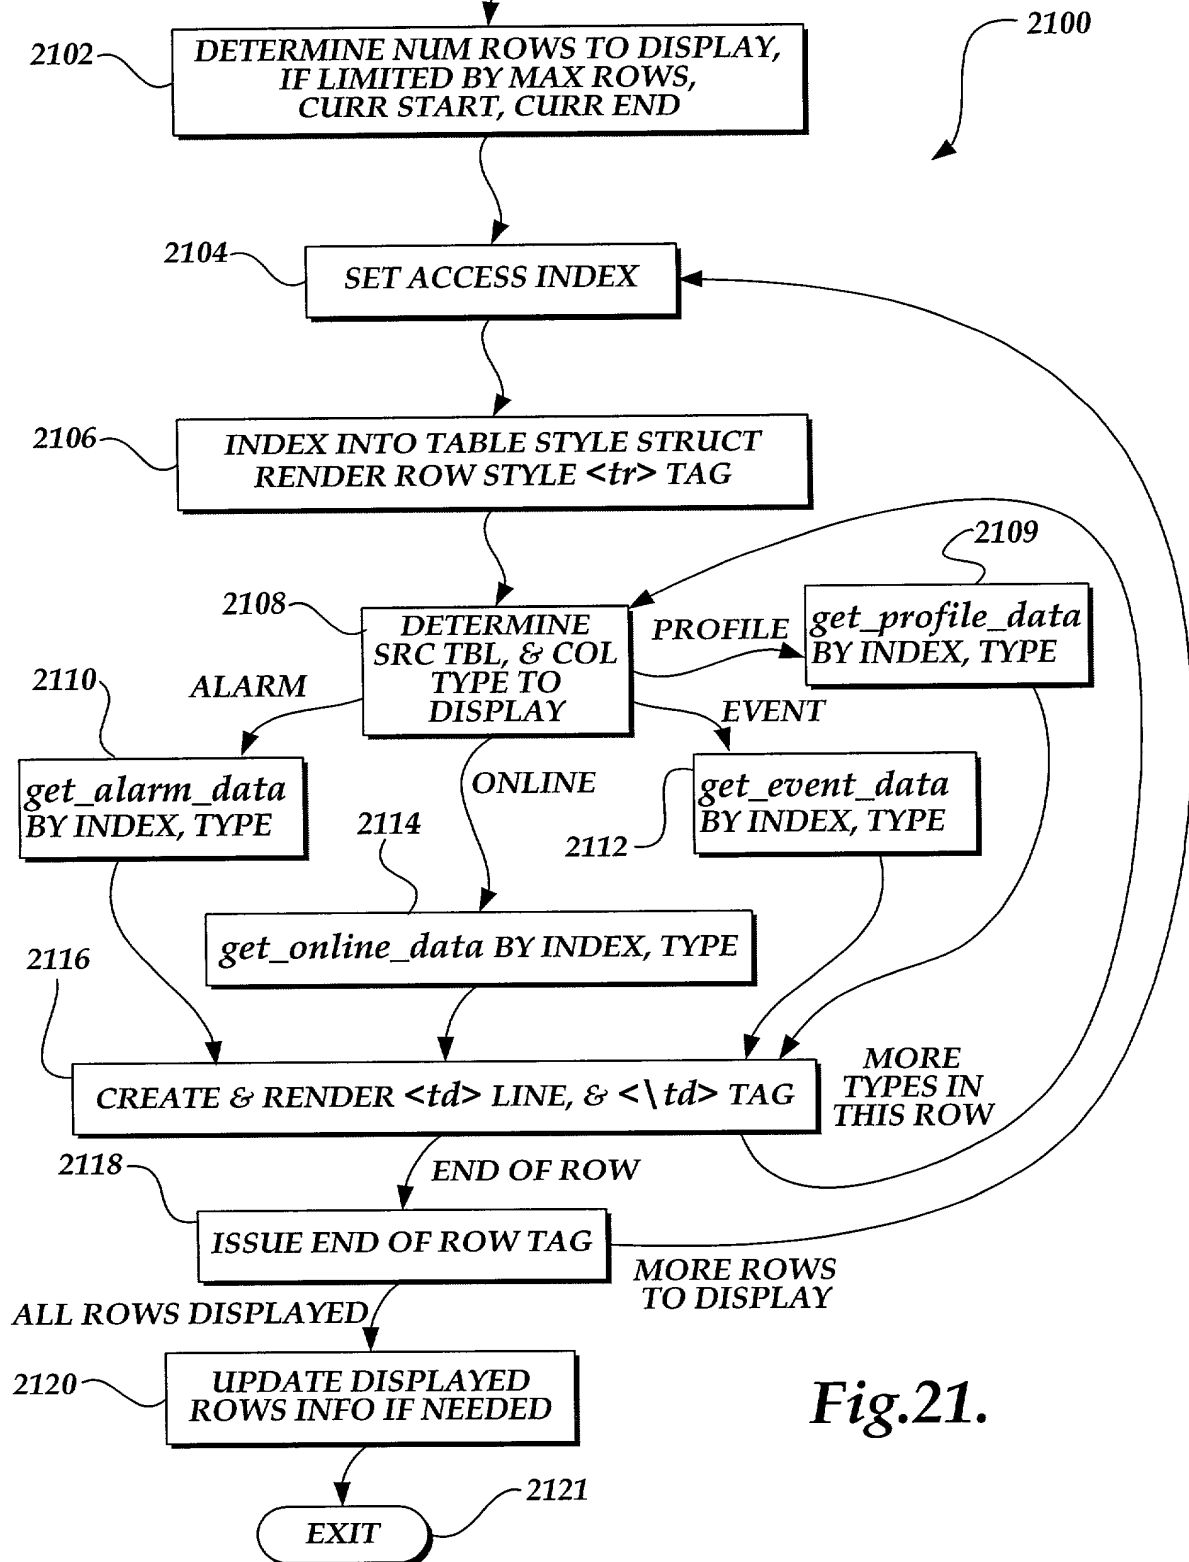 2100
2102
DETERMINE NUM ROWS TO DISPLAY,
IF LIMITED BY MAX ROWS,
CURR START, CURR END
2104
SET ACCESS INDEX
2106
INDEX INTO TABLE STYLE STRUCT
RENDER ROW STYLE <tr> TAG
2108
DETERMINE
SRC TBL, & COL
TYPE TO
DISPLAY
PROFILE
2109
get_profile_data
BY INDEX, TYPE
2110
ALARM
get_alarm_data
BY INDEX, TYPE
EVENT
2112
get_event_data
BY INDEX, TYPE
ONLINE
2114
get_online_data BY INDEX, TYPE
2116
CREATE & RENDER <td> LINE, & <\td> TAG
MORE
TYPES IN
THIS ROW
END OF ROW
2118
ISSUE END OF ROW TAG
MORE ROWS
TO DISPLAY
ALL ROWS DISPLAYED
2120
UPDATE DISPLAYED
ROWS INFO IF NEEDED
2121
EXIT
Fig.21.